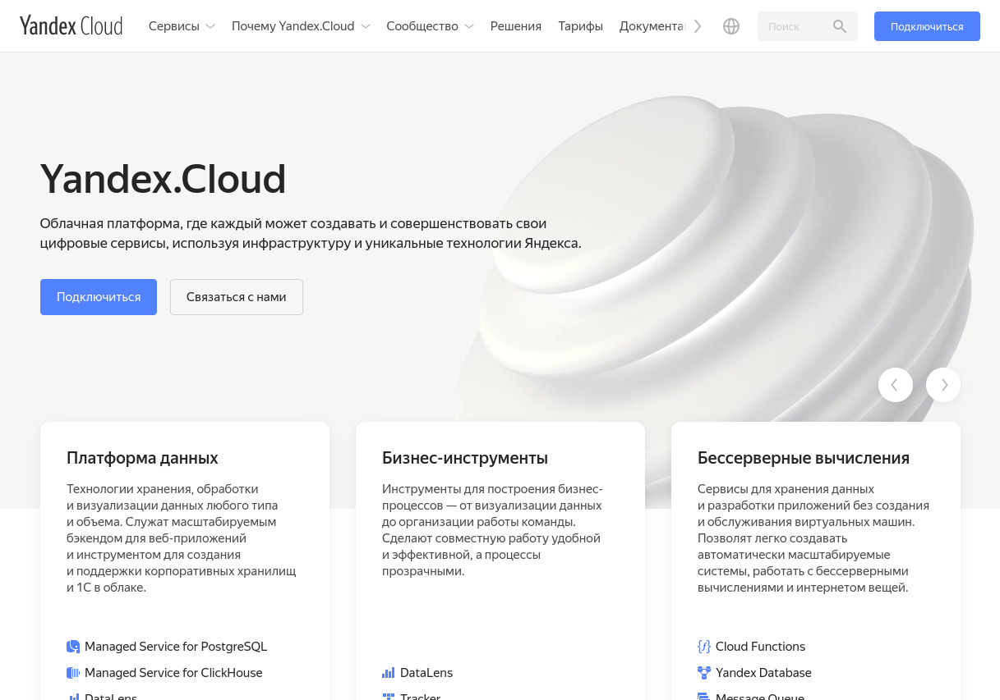 Yandex Cloud
Сервисы
Почему Yandex.Cloud
Сообщество
Решения
Тарифы
Документа
Поиск
Подключиться
Yandex.Cloud
Облачная платформа, где каждый может создавать и совершенствовать свои
цифровые сервисы, используя инфраструктуру и уникальные технологии Яндекса.
Подключиться
Связаться с нами
Платформа данных
Технологии хранения, обработки
и визуализации данных любого типа
и объема. Служат масштабируемым
бэкендом для веб-приложений
и инструментом для создания
и поддержки корпоративных хранилищ
и 1С в облаке.
Managed Service for PostgreSQL
Managed Service for ClickHouse
DataLens
Бизнес-инструменты
Инструменты для построения бизнес-
процессов — от визуализации данных
до организации работы команды.
Сделают совместную работу удобной
и эффективной, а процессы
прозрачными.
DataLens
Tracker
Бессерверные вычисления
Сервисы для хранения данных
и разработки приложений без создания
и обслуживания виртуальных машин.
Позволят легко создавать
автоматически масштабируемые
системы, работать с бессерверными
вычислениями и интернетом вещей.
Cloud Functions
Yandex Database
Message Queue